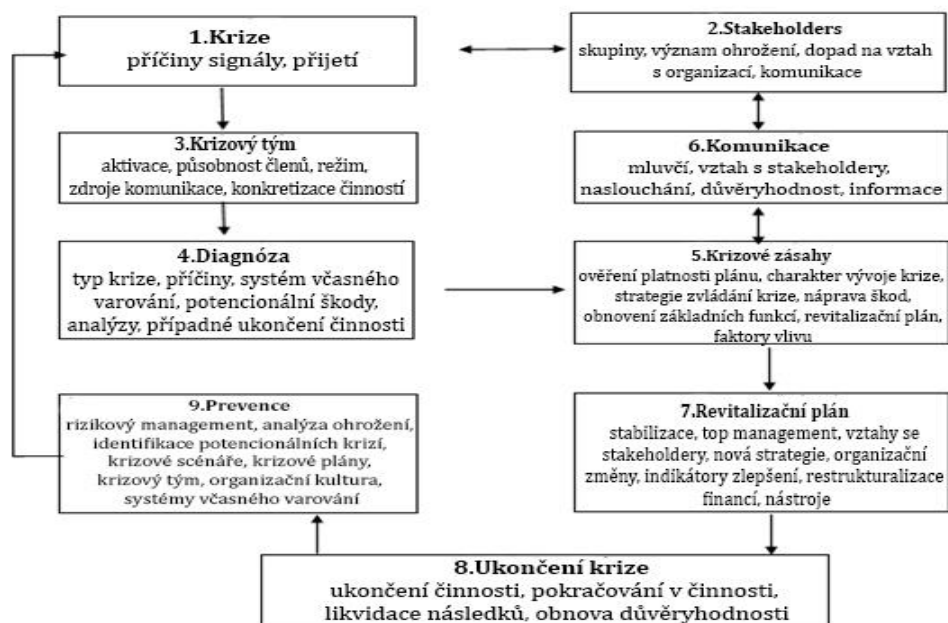 1.Krize
příčiny signály, přijetí
2.Stakeholders
skupiny, význam ohrožení, dopad na vztah
s organizací, komunikace
3.Krizový tým
aktivace, působnost členů, režim,
zdroje komunikace, konkretizace činností
6.Komunikace
mluvčí, vztah s stakeholdery,
naslouchání, důvěryhodnost, informace
4.Diagnóza
typ krize, příčiny, systém včasného
varování, potencionální škody,
analýzy, případné ukončení činnosti
5.Krizové zásahy
ověření platnosti plánu, charakter vývoje krize,
strategie zvládání krize, náprava škod,
obnovení základních funkcí, revitalizační plán,
faktory vlivu
9.Prevence
rizikový management, analýza ohrožení,
identifikace potencionálních krizí,
krizové scénáře, krizové plány,
krizový tým, organizační kultura,
systémy včasného varování
7.Revitalizační plán
stabilizace, top management, vztahy se
stakeholdery, nová strategie, organizační
změny, indikátory zlepšení, restrukturalizace
financí, nástroje
8.Ukončení krize
ukončení činnosti, pokračování v činnosti,
likvidace následků, obnova důvěryhodnosti